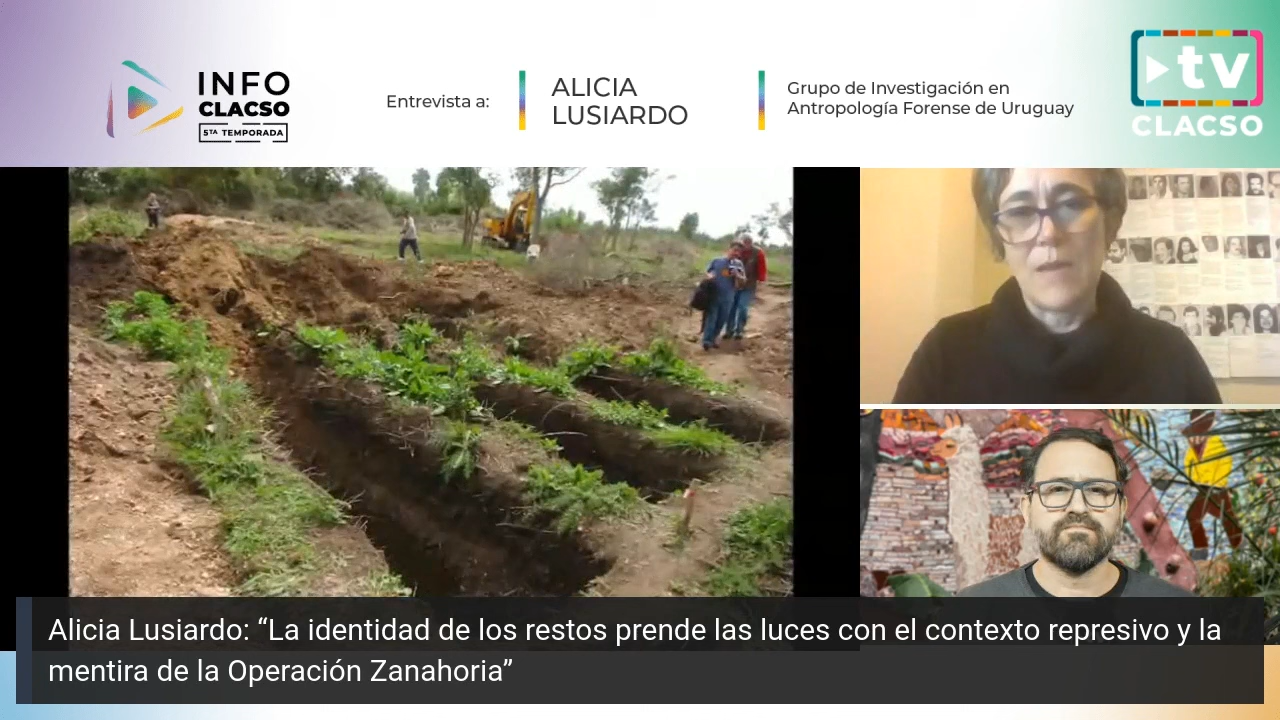 INFO
CLACSO
5TA TEMPORADA
Entrevista a:
ALICIA
LUSIARDO
Grupo de Investigación en
Antropología Forense de Uruguay
tv
CLACSO
Alicia Lusiardo: “La identidad de los restos prende las luces con el contexto represivo y la
mentira de la Operación Zanahoria”